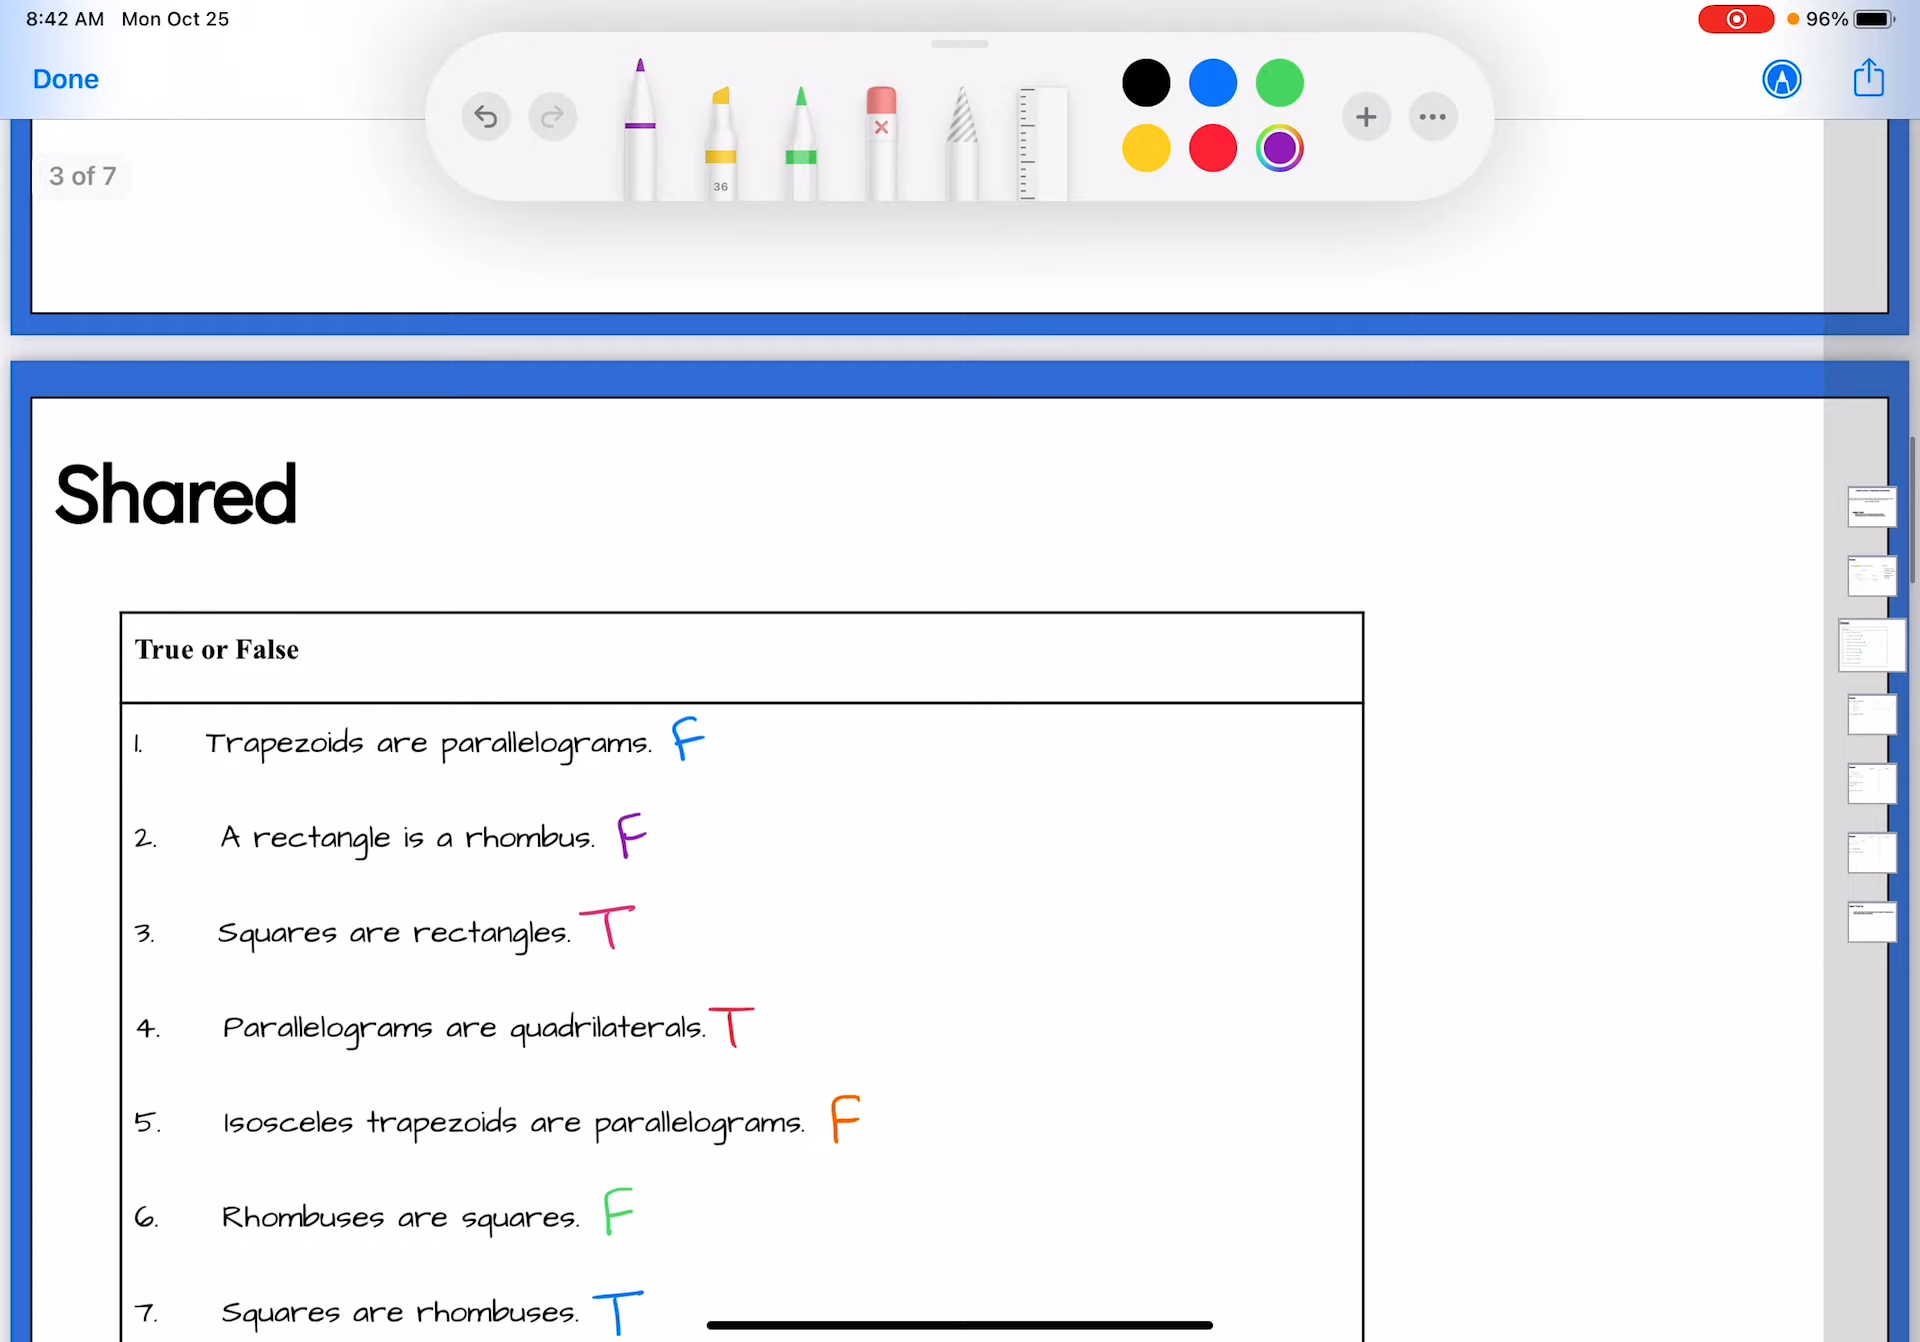 8:42 AM Mon Oct 25
96%
Done
36
3 of 7
Shared
True or False
1. Trapezoids are parallelograms. F
2. A rectangle is a rhombus. F
3. Squares are rectangles. T
4. Parallelograms are quadrilaterals. T
5. Isosceles trapezoids are parallelograms. F
6. Rhombuses are squares. F
7. Squares are rhombuses. T